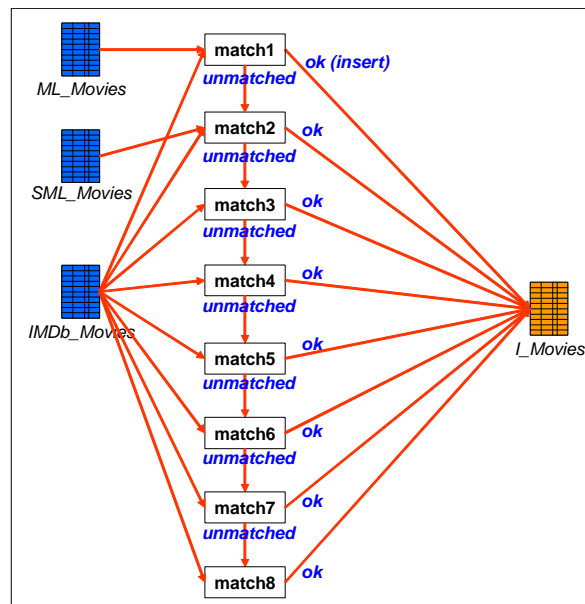 match1
ok (insert)
unmatched
ML_Movies
match2
ok
unmatched
SML_Movies
match3
ok
unmatched
match4
ok
unmatched
IMDb_Movies
I_Movies
match5
ok
unmatched
match6
ok
unmatched
match7
ok
unmatched
match8
ok